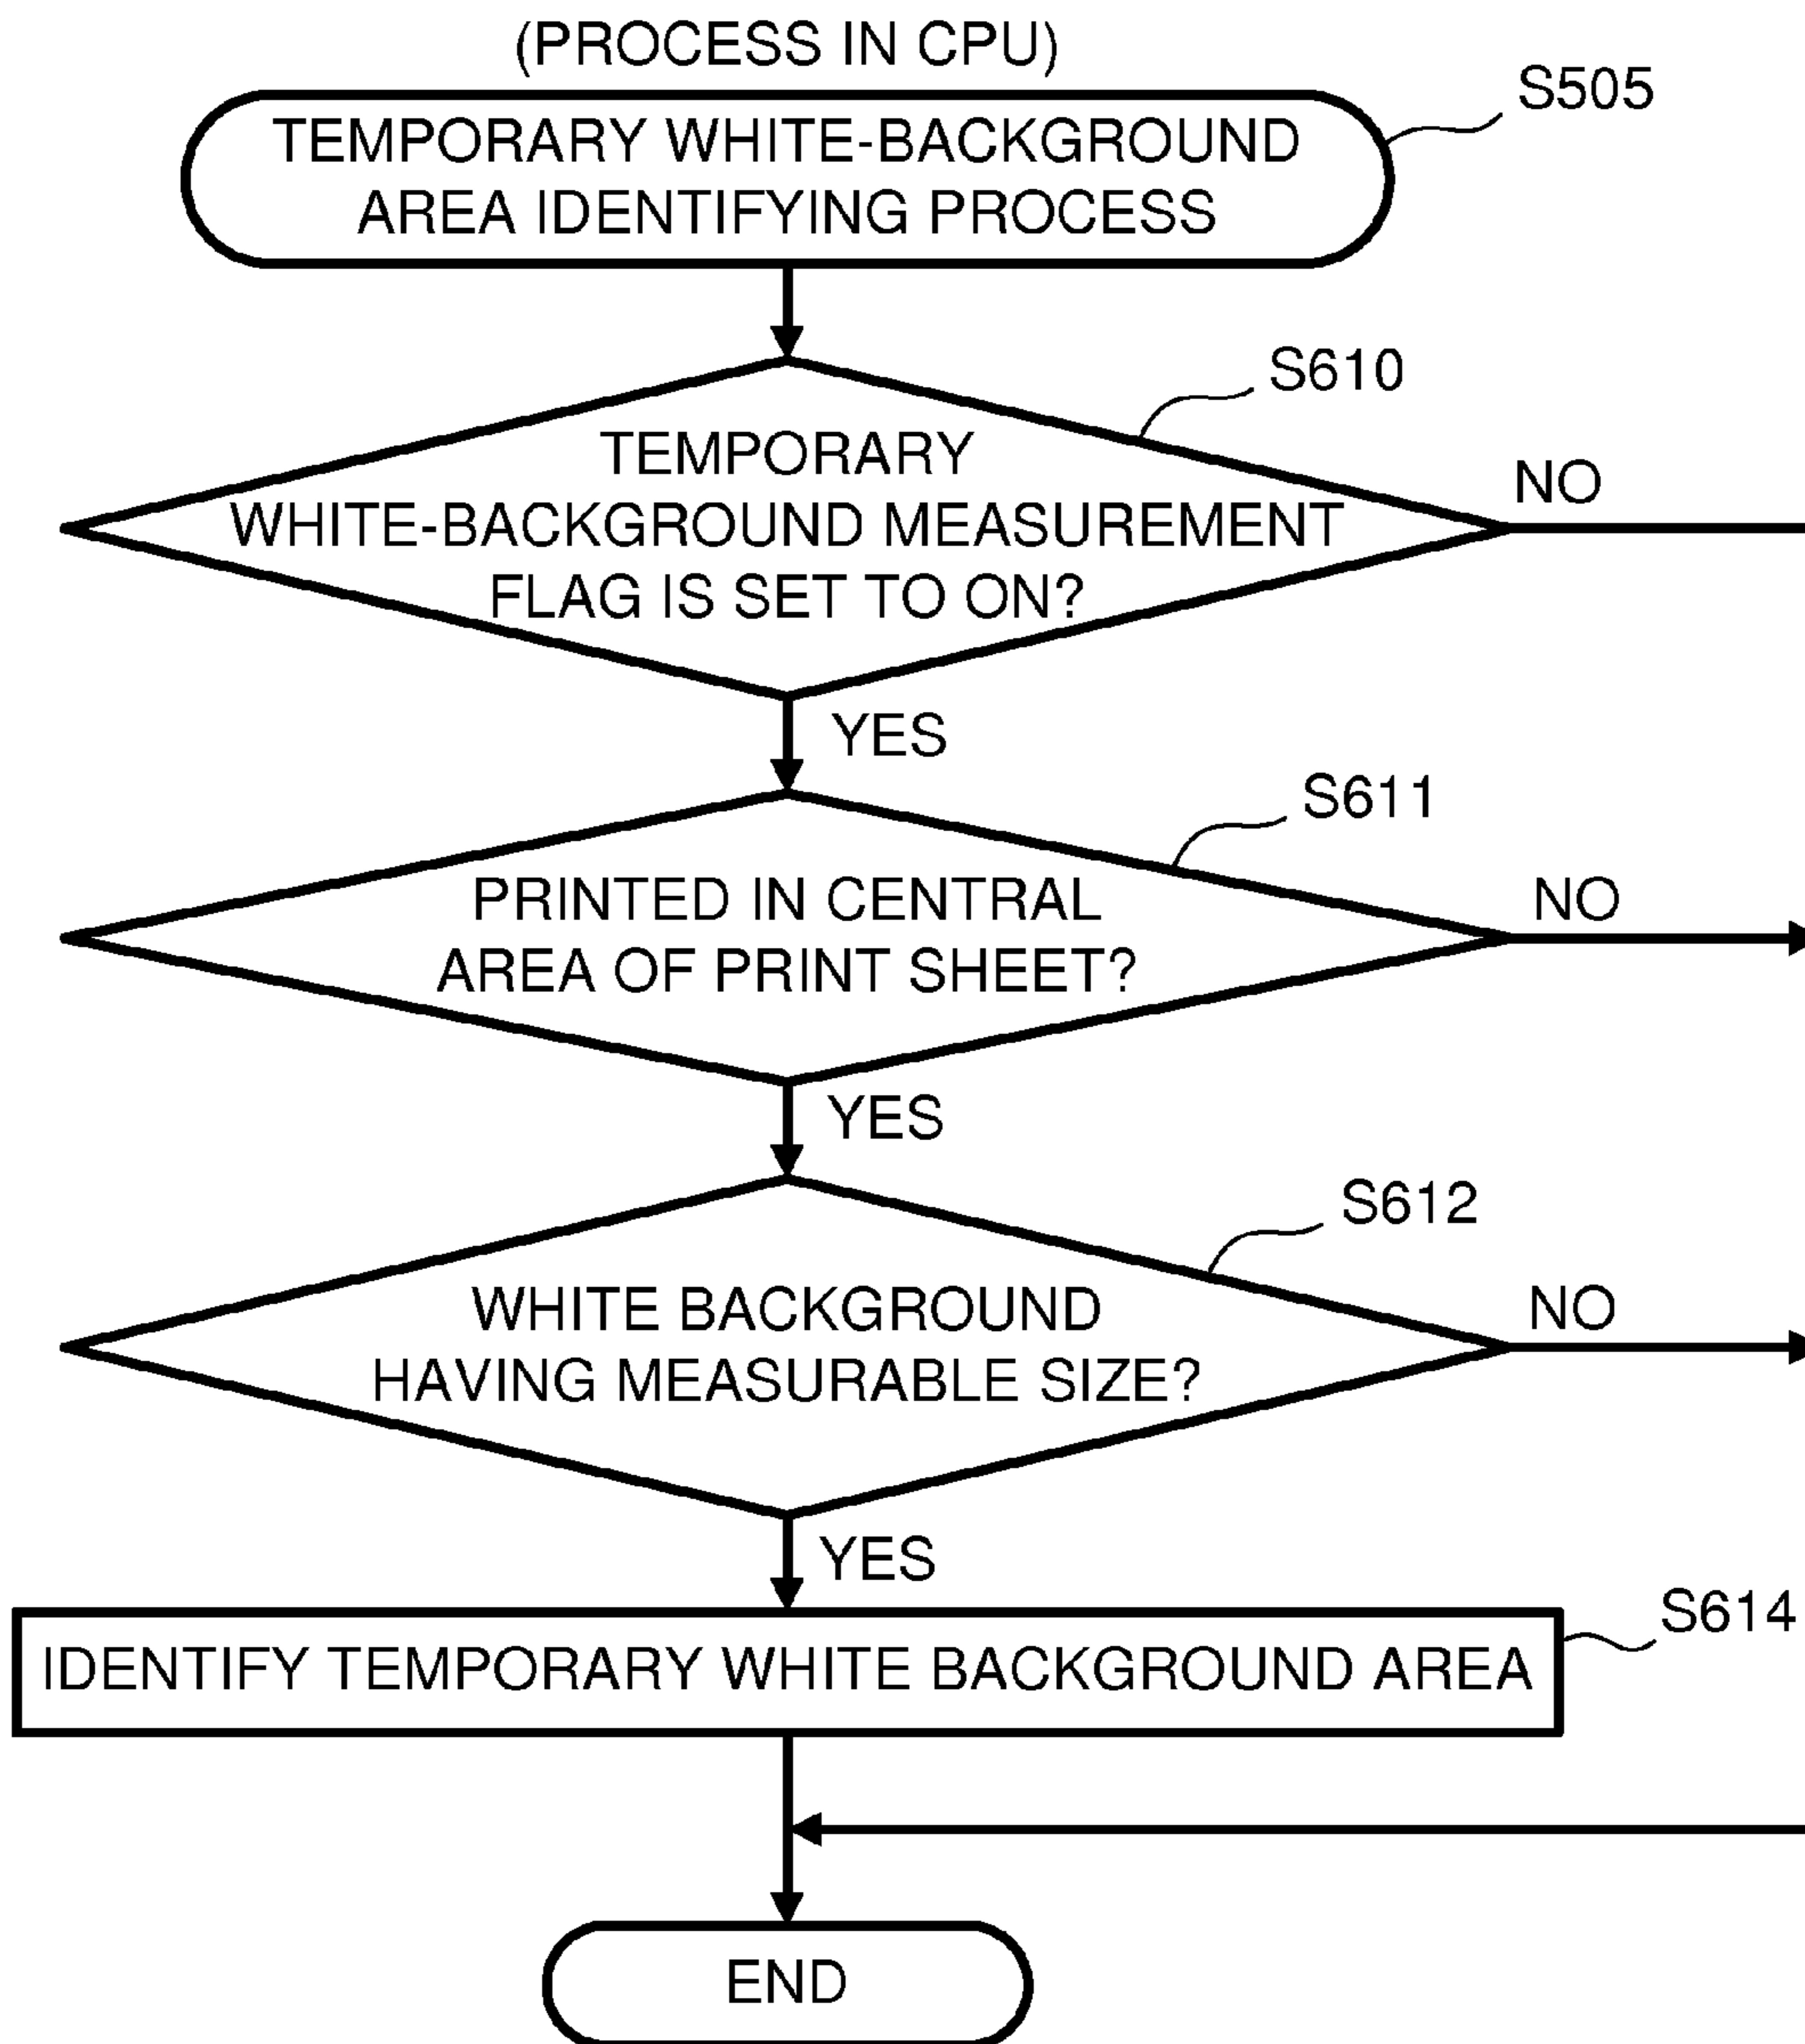 (PROCESS IN CPU)
S505
TEMPORARY WHITE-BACKGROUND
AREA IDENTIFYING PROCESS
S610
TEMPORARY
WHITE-BACKGROUND MEASUREMENT
FLAG IS SET TO ON?
NO
YES
S611
PRINTED IN CENTRAL
AREA OF PRINT SHEET?
NO
YES
S612
WHITE BACKGROUND
HAVING MEASURABLE SIZE?
NO
YES
S614
IDENTIFY TEMPORARY WHITE BACKGROUND AREA
END